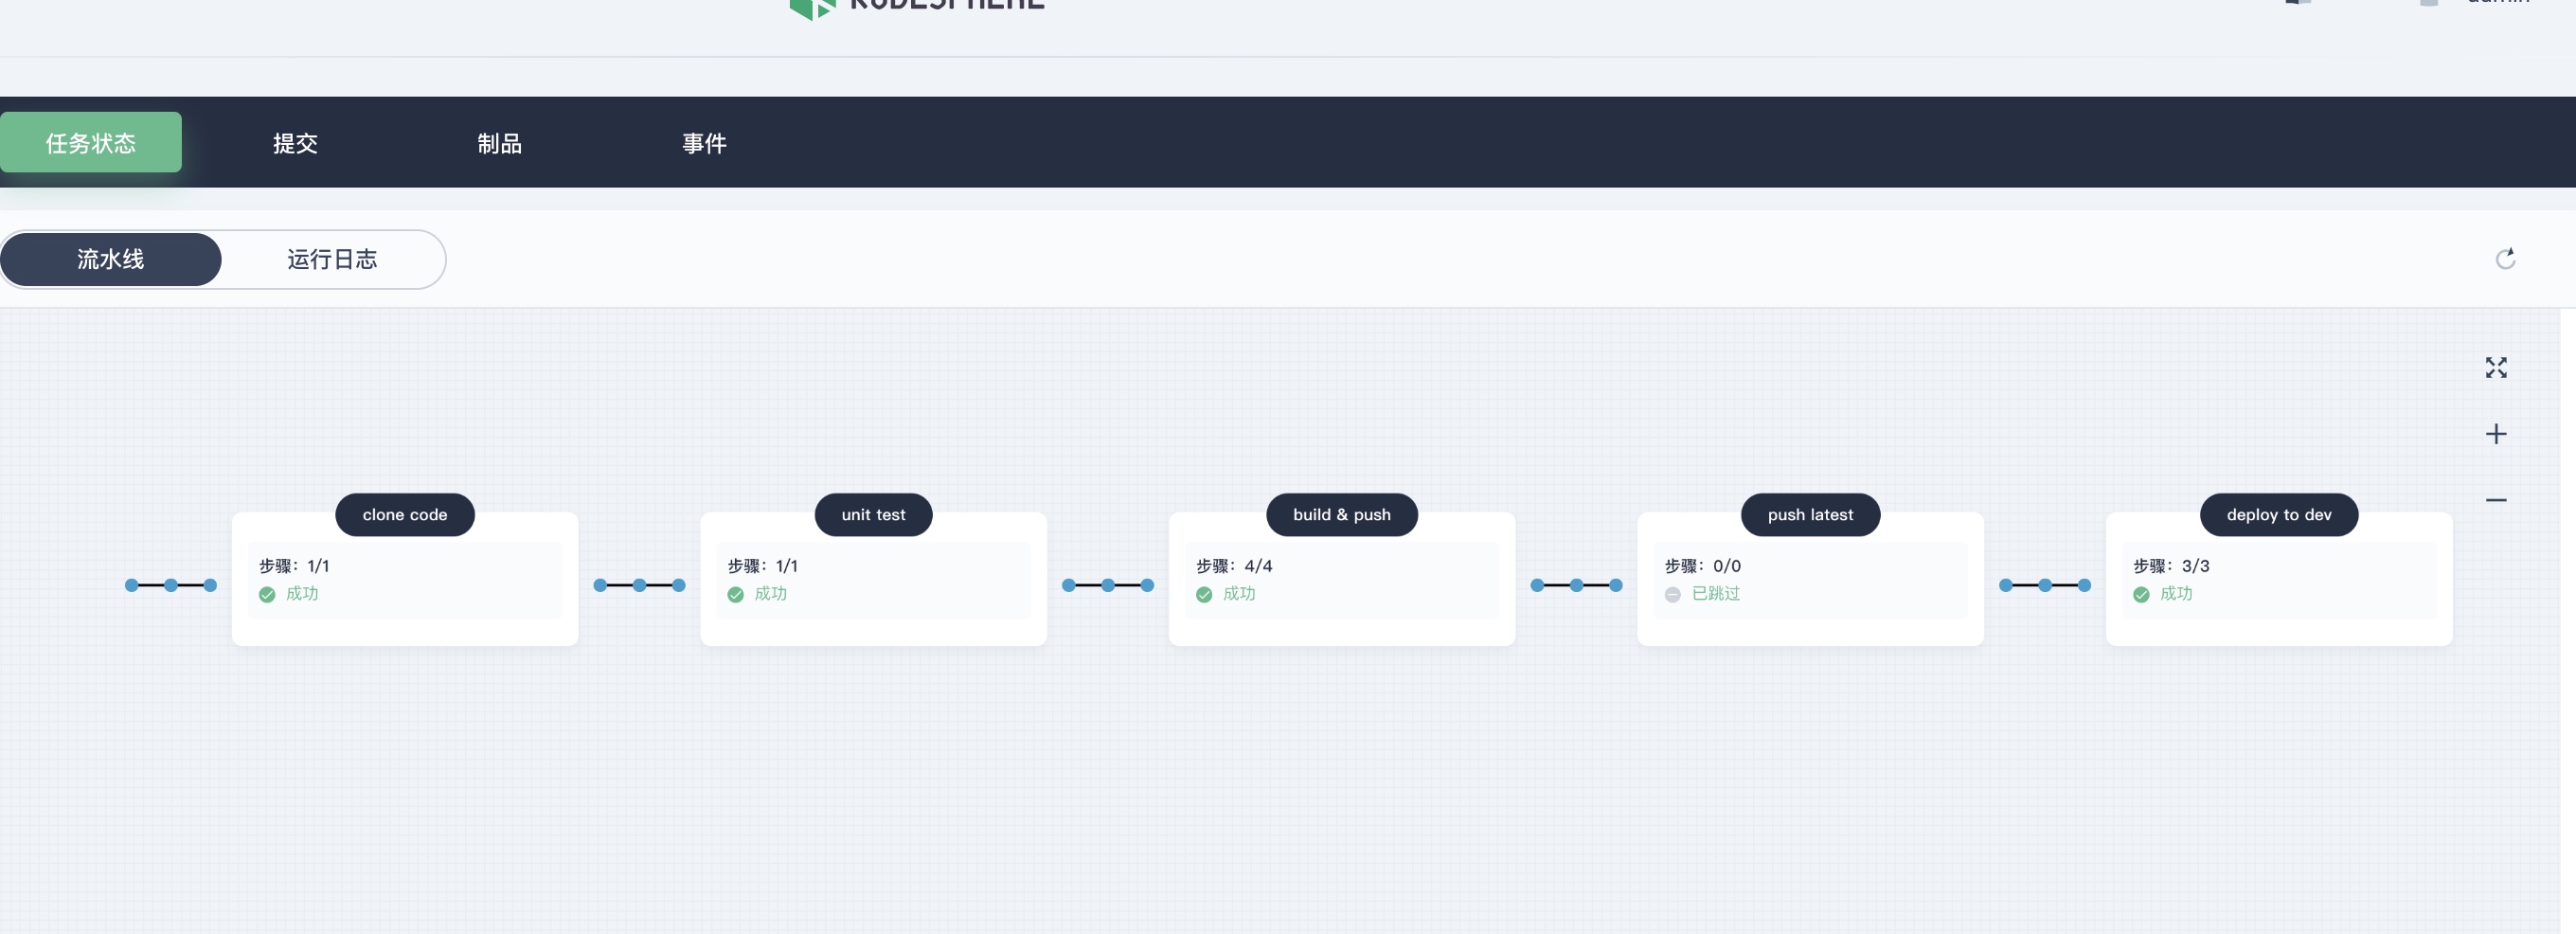 KUBESPHERE
admin
任务状态
提交
制品
事件
流水线
运行日志
clone code
unit test
build & push
push latest
deploy to dev
步骤：1/1
步骤：1/1
步骤：4/4
步骤：0/0
步骤：3/3
成功
成功
成功
已跳过
成功